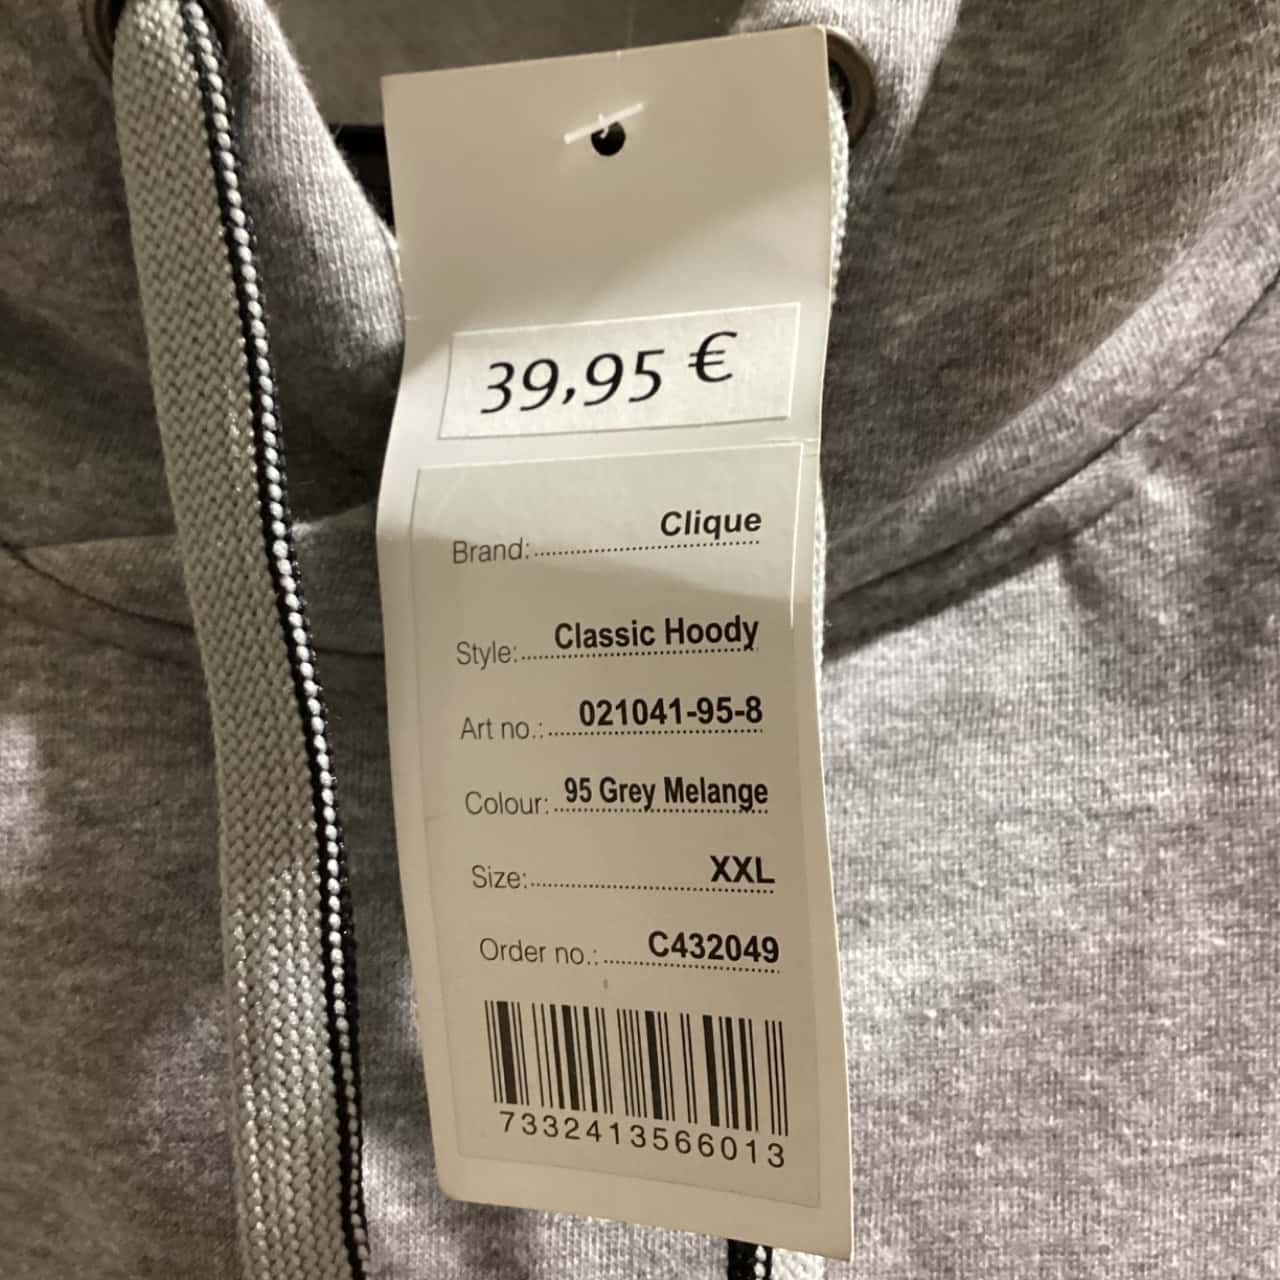 39,95 €
Brand: Clique
Style: Classic Hoody
Art no.: 021041-95-8
Colour: 95 Grey Melange
Size: XXL
Order no.: C432049
7332413566013